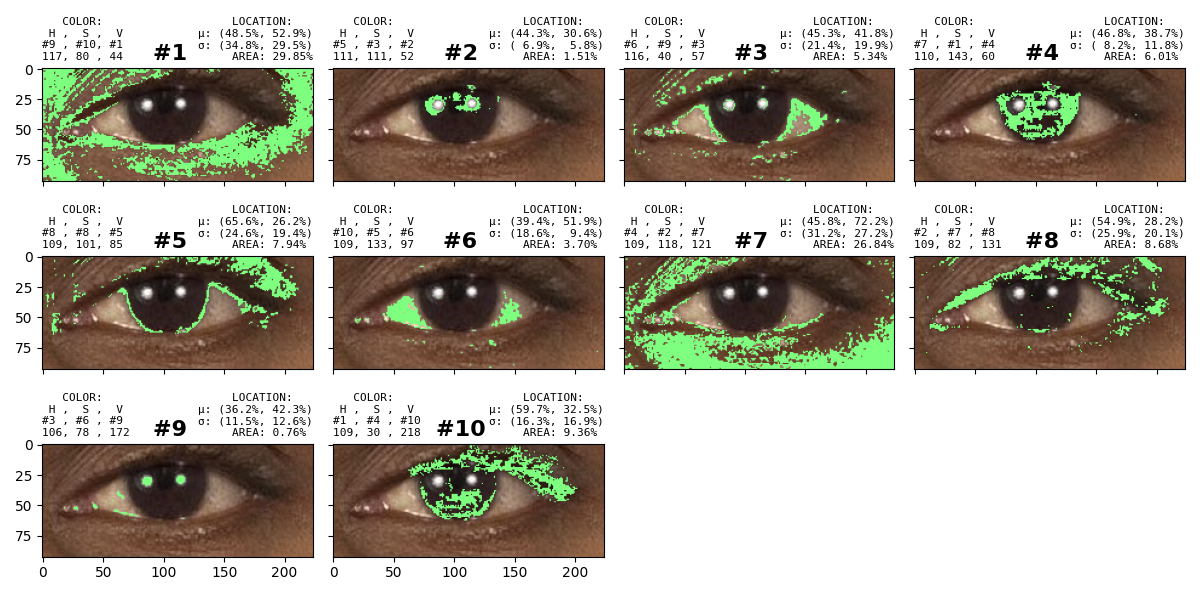 COLOR: LOCATION:
H , S , V μ: (48.5%, 52.9%)
#9 , #10, #1 #1 σ: (34.8%, 29.5%)
117, 80 , 44 AREA: 29.85%
COLOR: LOCATION:
H , S , V μ: (44.3%, 30.6%)
#5 , #3 , #2 #2 σ: ( 6.9%, 5.8%)
111, 111, 52 AREA: 1.51%
COLOR: LOCATION:
H , S , V μ: (45.3%, 41.8%)
#6 , #9 , #3 #3 σ: (21.4%, 19.9%)
116, 40 , 57 AREA: 5.34%
COLOR: LOCATION:
H , S , V μ: (46.8%, 38.7%)
#7 , #1 , #4 #4 σ: ( 8.2%, 11.8%)
110, 143, 60 AREA: 6.01%
0
25
50
75
COLOR: LOCATION:
H , S , V μ: (65.6%, 26.2%)
#8 , #8 , #5 #5 σ: (24.6%, 19.4%)
109, 101, 85 AREA: 7.94%
COLOR: LOCATION:
H , S , V μ: (39.4%, 51.9%)
#10, #5 , #6 #6 σ: (18.6%, 9.4%)
109, 133, 97 AREA: 3.70%
COLOR: LOCATION:
H , S , V μ: (45.8%, 72.2%)
#4 , #2 , #7 #7 σ: (31.2%, 27.2%)
109, 118, 121 AREA: 26.84%
COLOR: LOCATION:
H , S , V μ: (54.9%, 28.2%)
#2 , #7 , #8 #8 σ: (25.9%, 20.1%)
109, 82 , 131 AREA: 8.68%
0
25
50
75
COLOR: LOCATION:
H , S , V μ: (36.2%, 42.3%)
#3 , #6 , #9 #9 σ: (11.5%, 12.6%)
106, 78 , 172 AREA: 0.76%
COLOR: LOCATION:
H , S , V μ: (59.7%, 32.5%)
#1 , #4 , #10 #10 σ: (16.3%, 16.9%)
109, 30 , 218 AREA: 9.36%
0
25
50
75
0 50 100 150 200
0 50 100 150 200